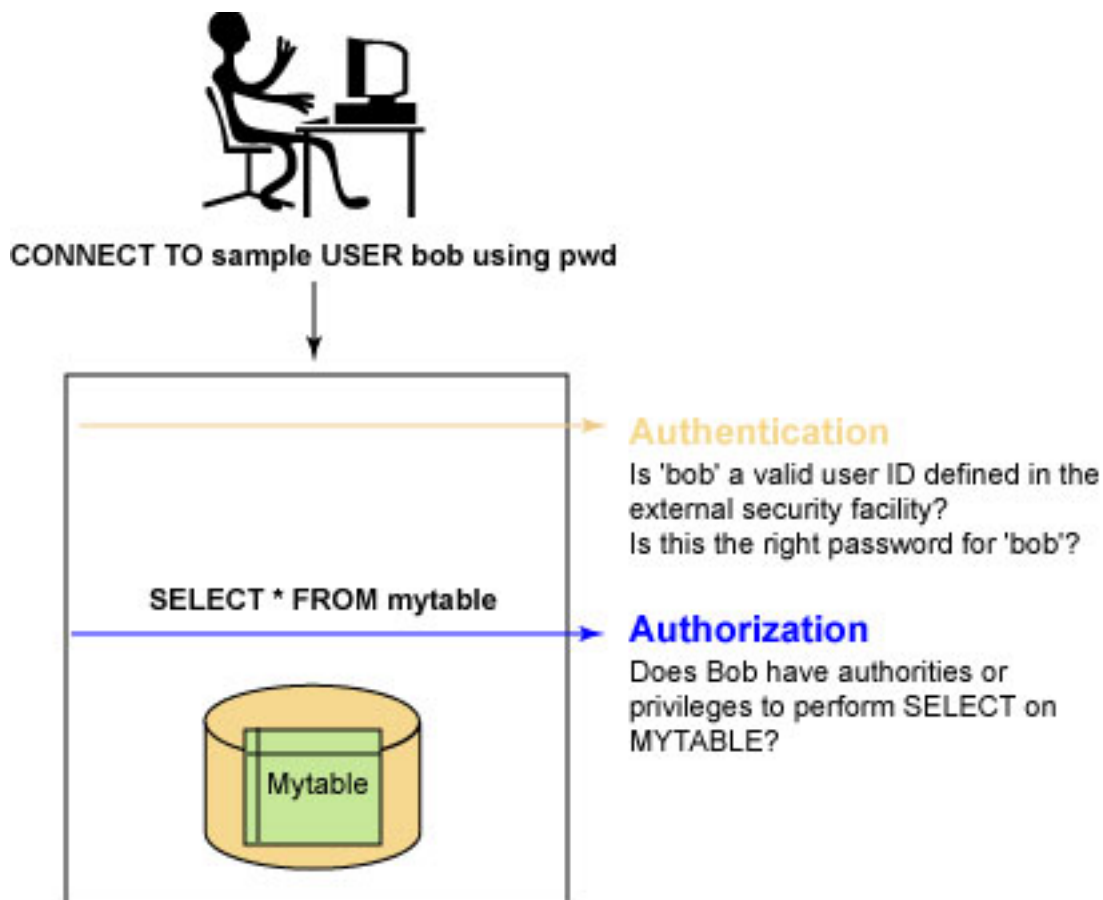 CONNECT TO sample USER bob using pwd
Authentication
Is 'bob' a valid user ID defined in the
external security facility?
Is this the right password for 'bob'?
SELECT * FROM mytable
Authorization
Does Bob have authorities or
privileges to perform SELECT on
MYTABLE?
Mytable